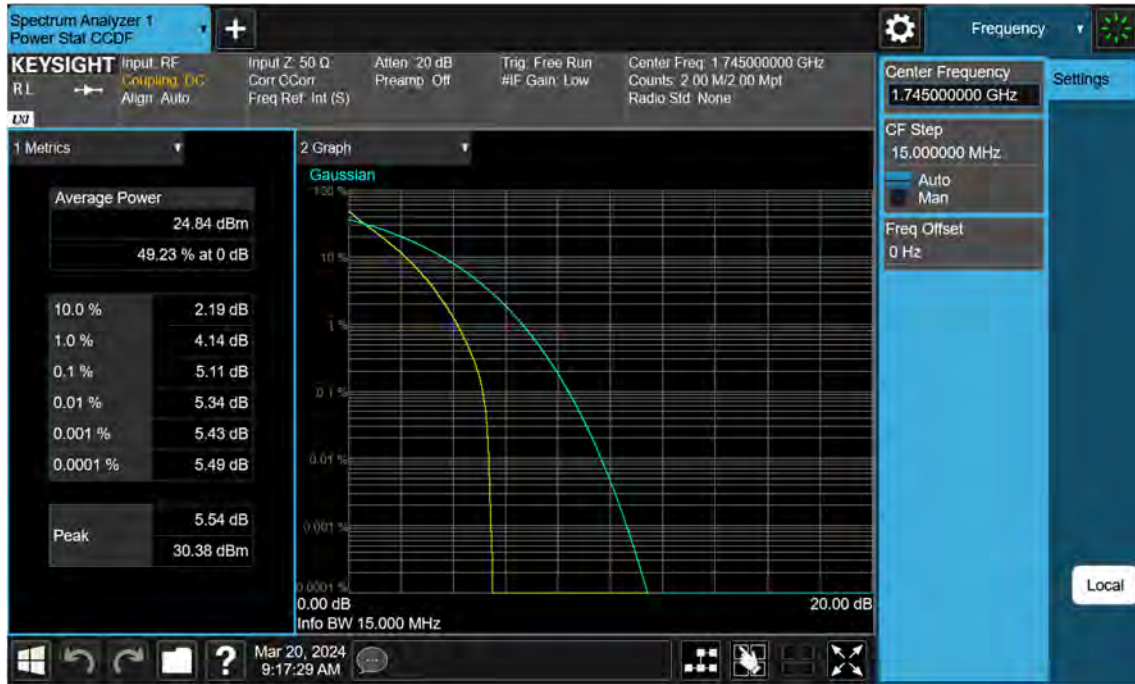 Spectrum Analyzer 1
Power Stat CCDF
+
Frequency
KEYSIGHT
RL
LXI
Input: RF
Coupling: DC
Align: Auto
Input Z: 50 Ω
Corr CCorr
Freq Ref: Int (S)
Atten: 20 dB
Preamp: Off
Trig: Free Run
#IF Gain: Low
Center Freq: 1.745000000 GHz
Counts: 2.00 M/2.00 Mpt
Radio Std: None
Center Frequency
1.745000000 GHz
Settings
CF Step
15.000000 MHz
Auto
Man
Freq Offset
0 Hz
1 Metrics
Average Power
24.84 dBm
49.23 % at 0 dB
10.0 % 2.19 dB
1.0 % 4.14 dB
0.1 % 5.11 dB
0.01 % 5.34 dB
0.001 % 5.43 dB
0.0001 % 5.49 dB
Peak
5.54 dB
30.38 dBm
2 Graph
Gaussian
100 %
10 %
1 %
0.1 %
0.01 %
0.001 %
0.0001 %
0.00 dB 20.00 dB
Info BW 15.000 MHz
Local
?
Mar 20, 2024
9:17:29 AM